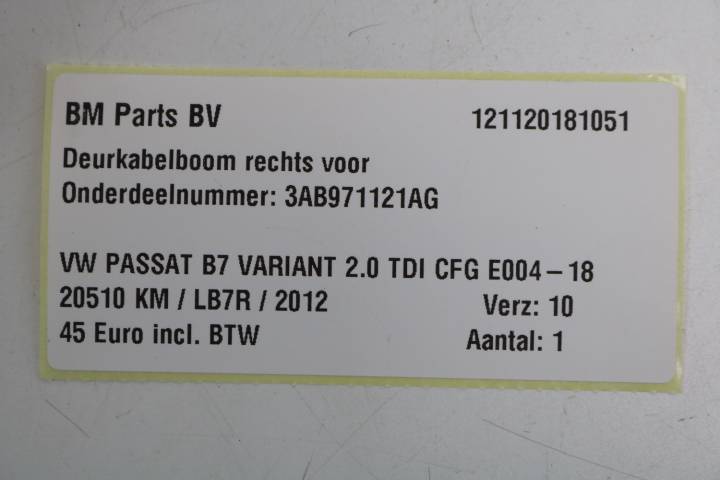 BM Parts BV 121120181051
Deurkabelboom rechts voor
Onderdeelnummer: 3AB971121AG
VW PASSAT B7 VARIANT 2.0 TDI CFG E004-18
20510 KM / LB7R / 2012 Verz: 10
45 Euro incl. BTW Aantal: 1